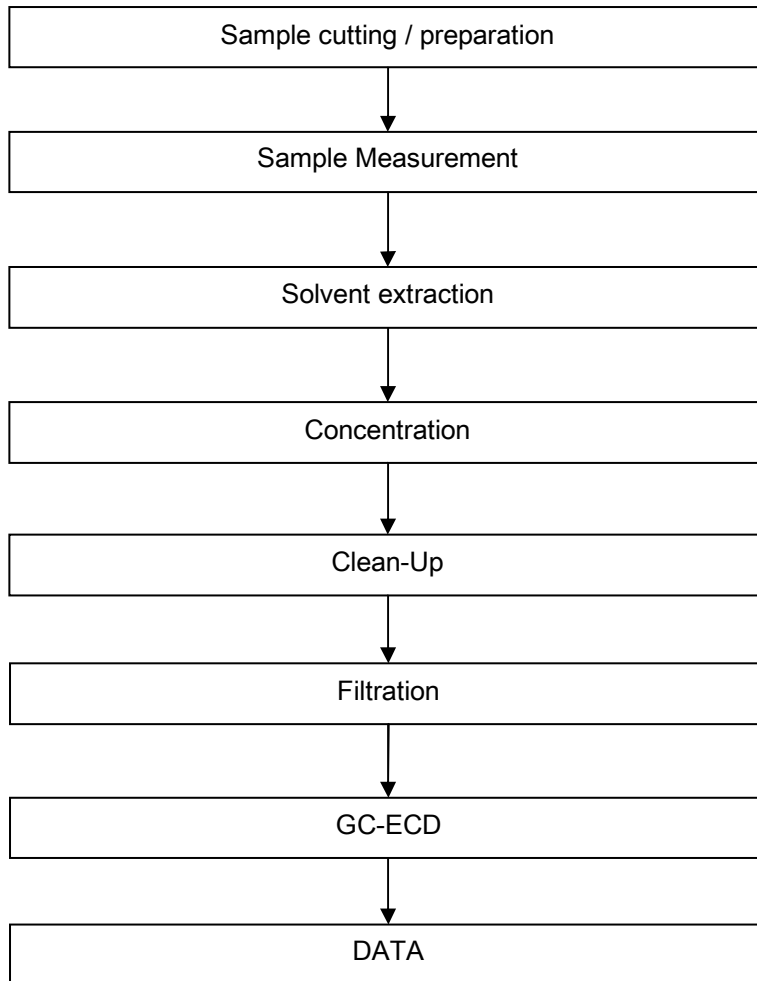 Sample cutting / preparation
Sample Measurement
Solvent extraction
Concentration
Clean-Up
Filtration
GC-ECD
DATA